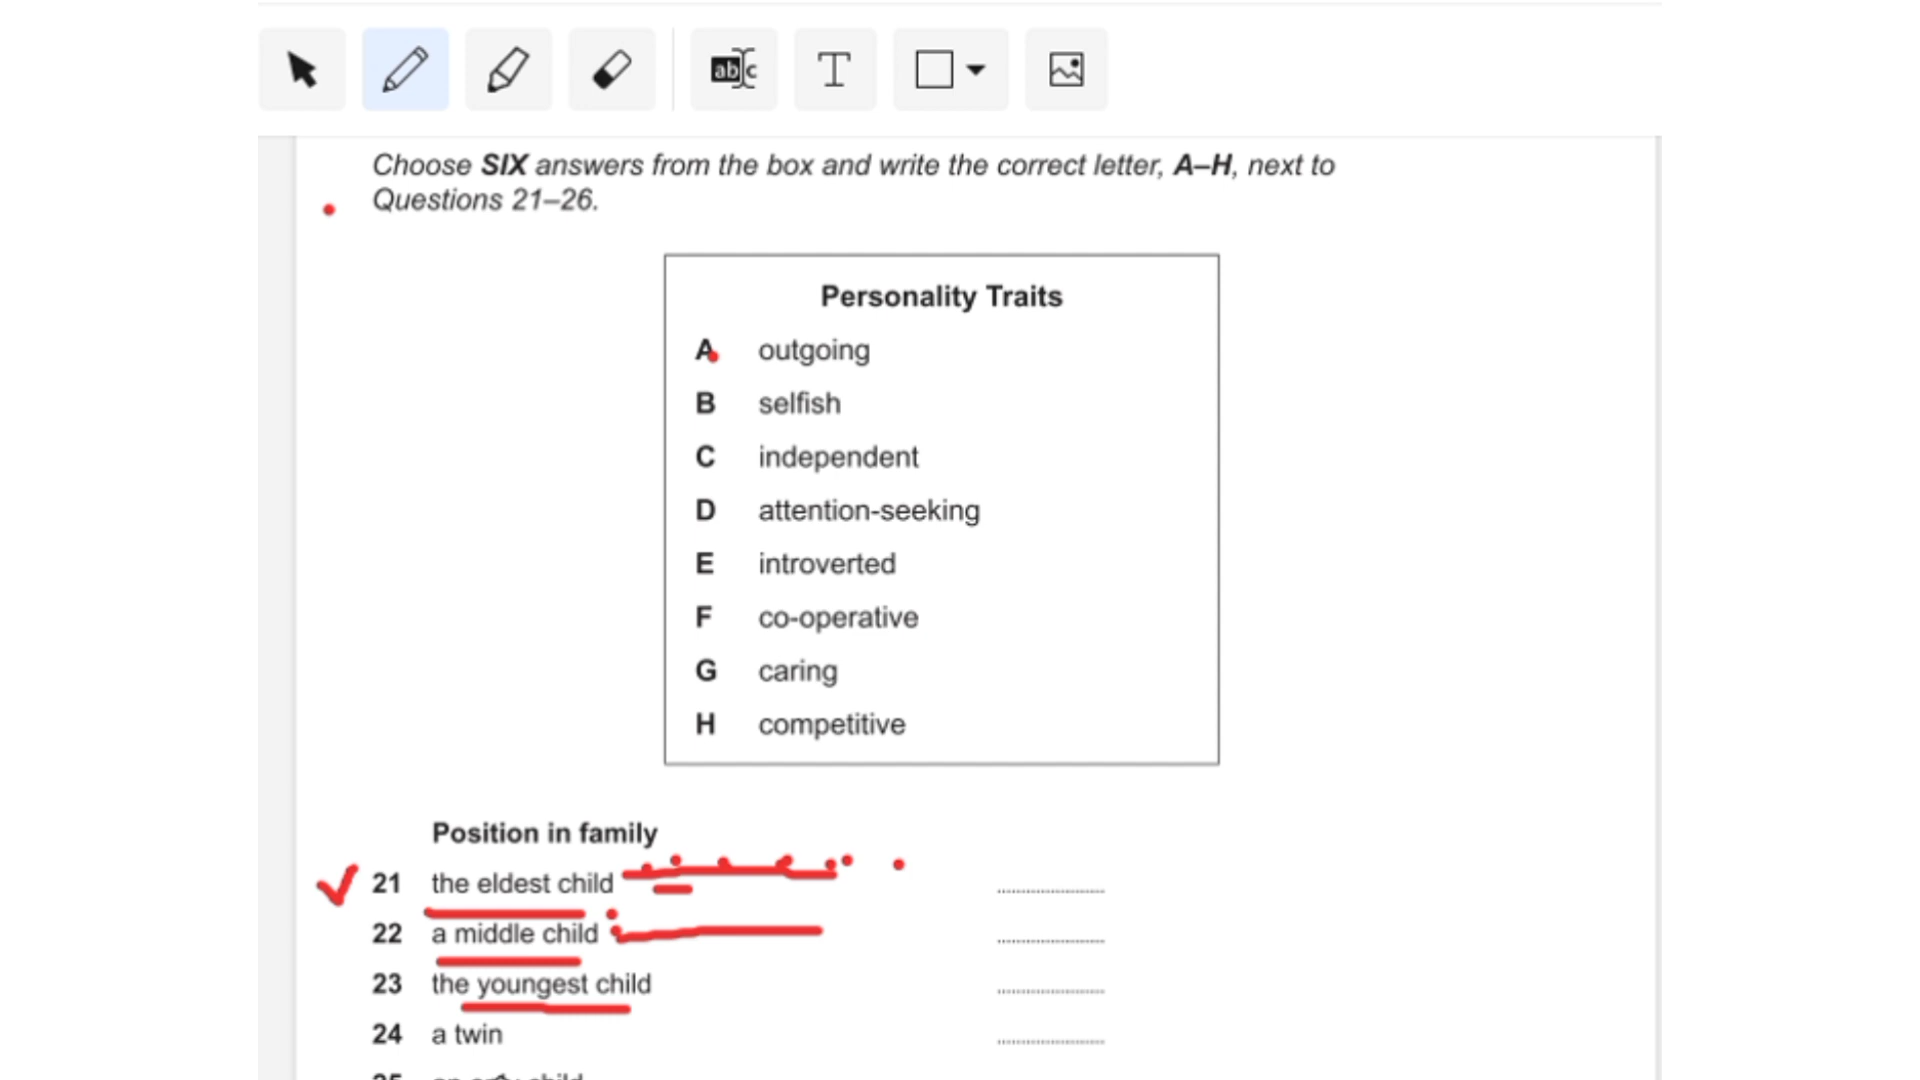 abc T
Choose SIX answers from the box and write the correct letter, A–H, next to
Questions 21–26.
Personality Traits
A outgoing
B selfish
C independent
D attention-seeking
E introverted
F co-operative
G caring
H competitive
Position in family
21 the eldest child
22 a middle child
23 the youngest child
24 a twin